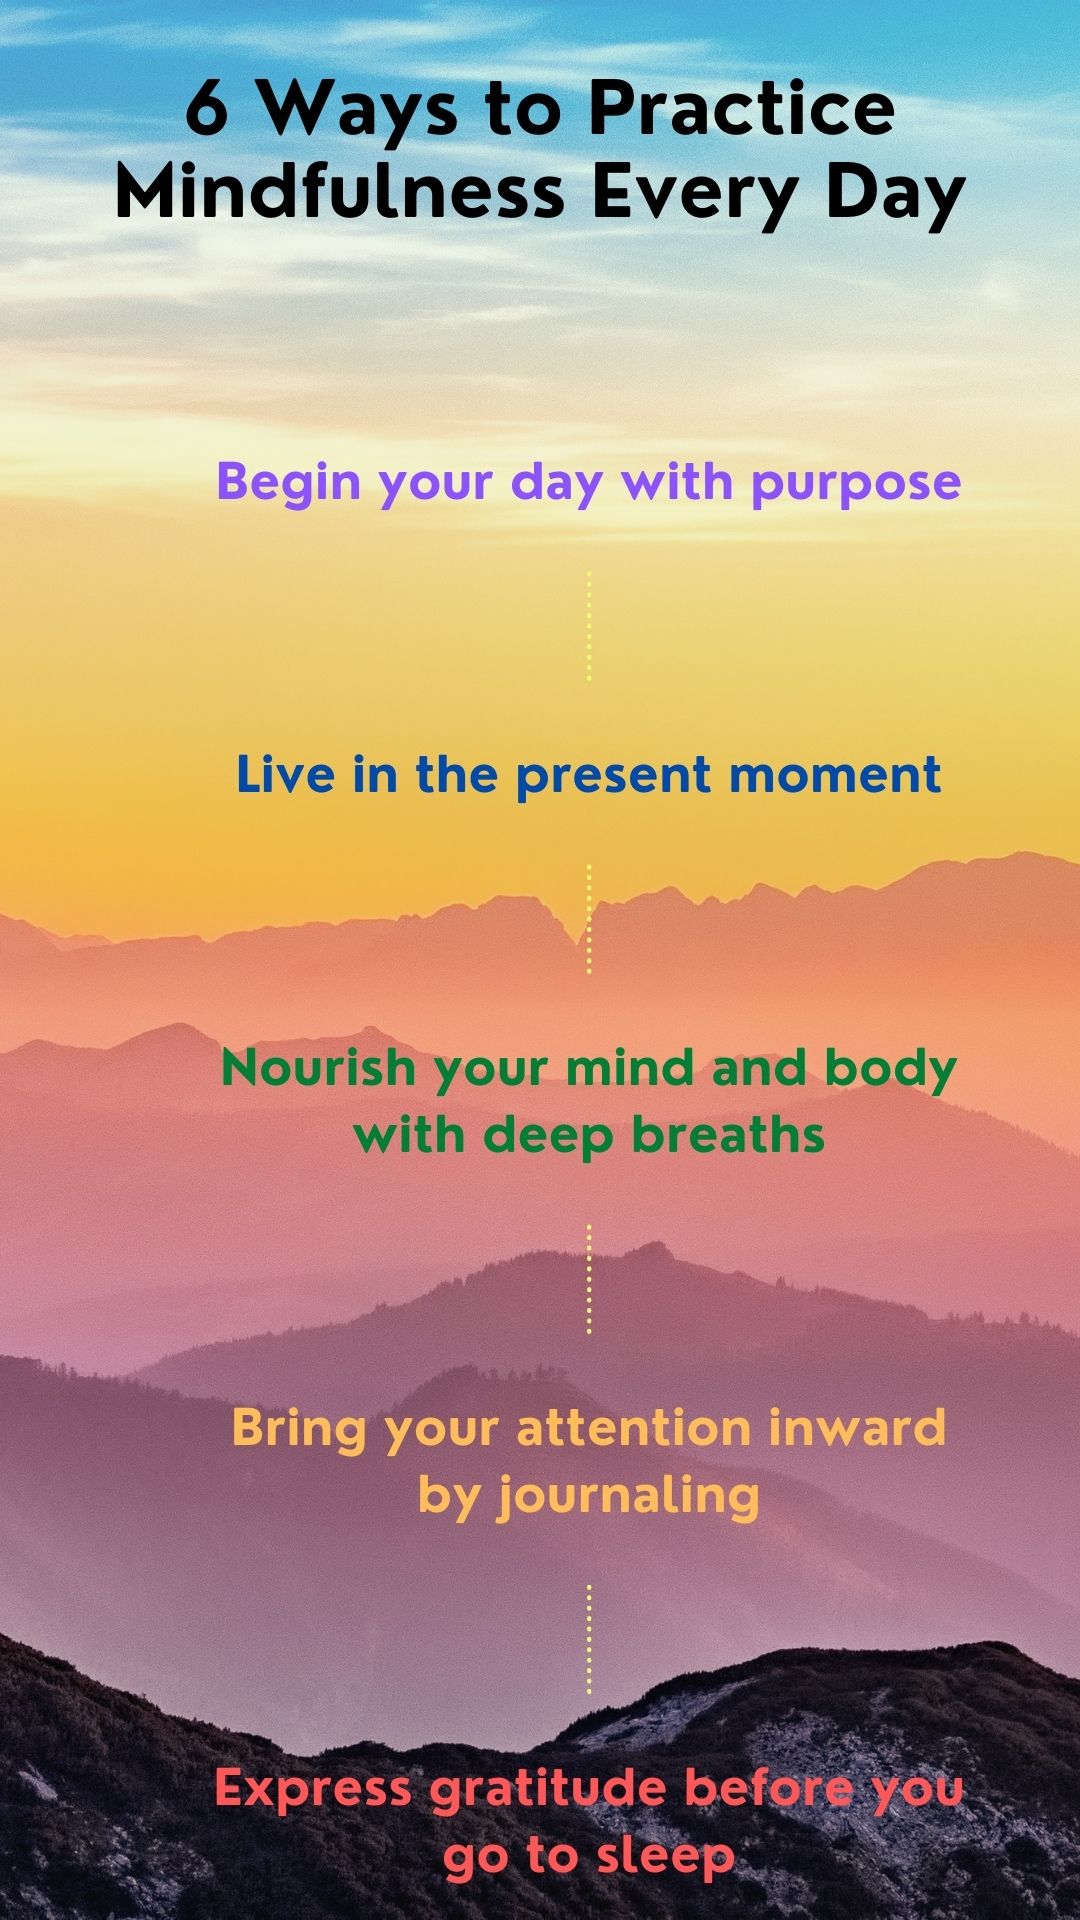 6 Ways to Practice
Mindfulness Every Day
Begin your day with purpose
Live in the present moment
Nourish your mind and body
with deep breaths
Bring your attention inward
by journaling
Express gratitude before you
go to sleep